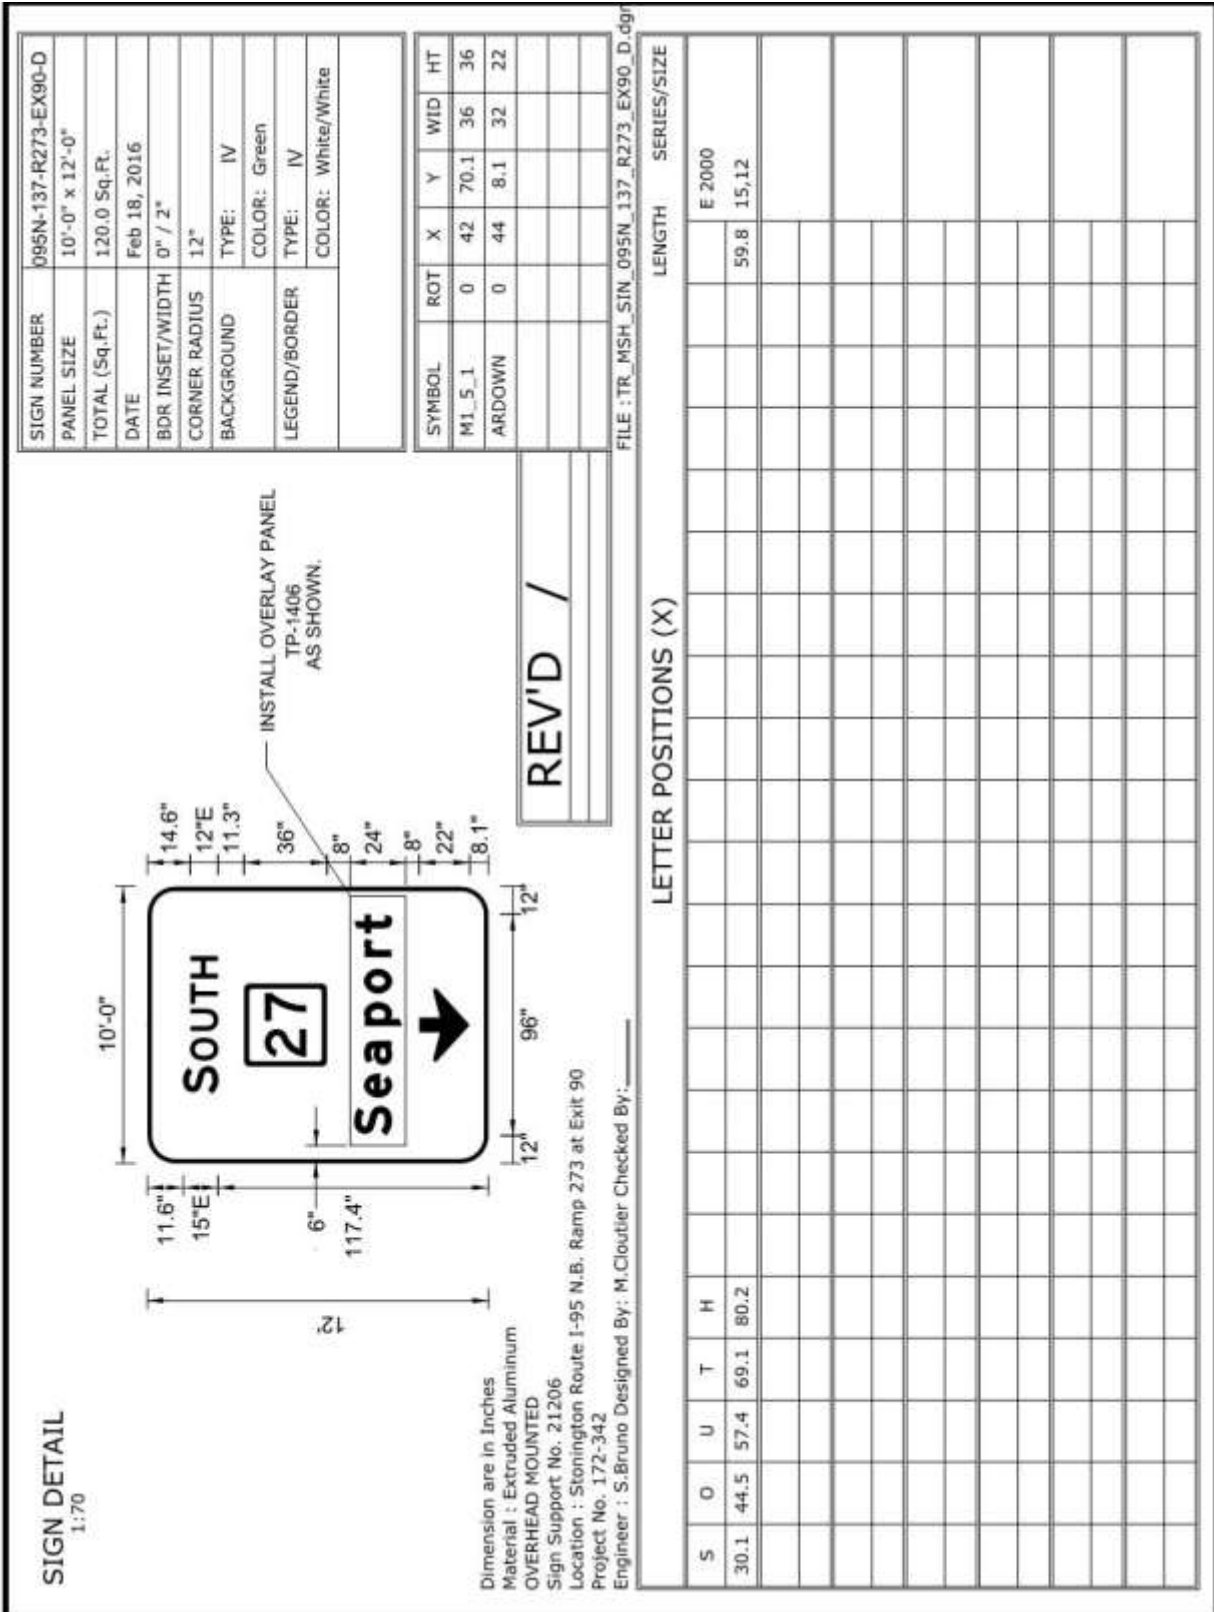 SIGN DETAIL
1:70
SIGN NUMBER 095N-137-R273-EX90-D
PANEL SIZE 10'-0" x 12'-0"
TOTAL (Sq.Ft.) 120.0 Sq.Ft.
DATE Feb 18, 2016
BDR INSET/WIDTH 0" / 2"
CORNER RADIUS 12"
BACKGROUND TYPE: IV
COLOR: Green
LEGEND/BORDER TYPE: IV
COLOR: White/White
SYMBOL ROT X Y WID HT
M1_5_1 0 42 70.1 36 36
ARDOWN 0 44 8.1 32 22
10'-0"
SOUTH
27
Seaport
12'
11.6"
15"E
6"
117.4"
14.6"
12"E
11.3"
36"
8"
24"
8"
22"
8.1"
12" 96" 12"
INSTALL OVERLAY PANEL
TP-1406
AS SHOWN.
REV'D /
Dimension are in Inches
Material : Extruded Aluminum
OVERHEAD MOUNTED
Sign Support No. 21206
Location : Stonington Route I-95 N.B. Ramp 273 at Exit 90
Project No. 172-342
Engineer : S.Bruno Designed By: M.Cloutier Checked By:
FILE : TR_MSH_SIN_095N_137_R273_EX90_D.dgn
LETTER POSITIONS (X) LENGTH SERIES/SIZE
S O U T H E 2000
30.1 44.5 57.4 69.1 80.2 59.8 15,12